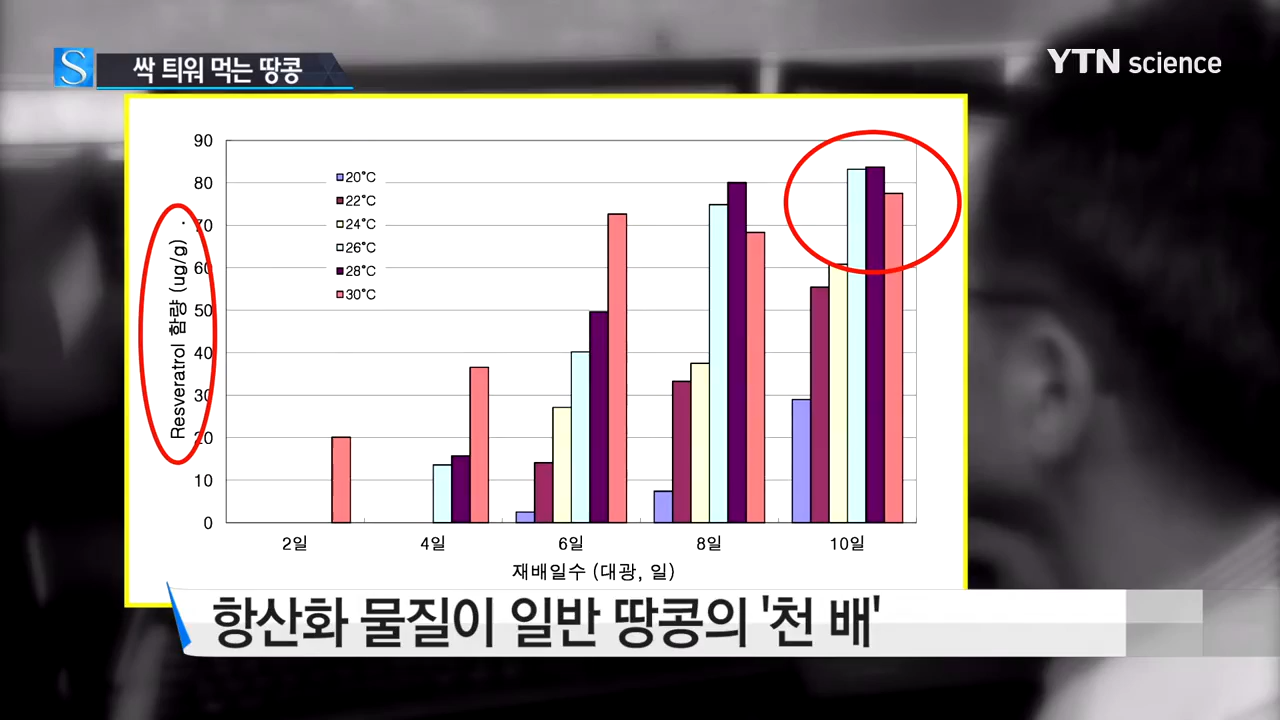 S
싹 틔워 먹는 땅콩
YTN science
90
80
70
60
50
40
30
20
10
0
Resveratrol 함량 (ug/g)
20℃
22℃
24℃
26℃
28℃
30℃
2일
4일
6일
8일
10일
재배일수 (대광, 일)
항산화 물질이 일반 땅콩의 '천 배'